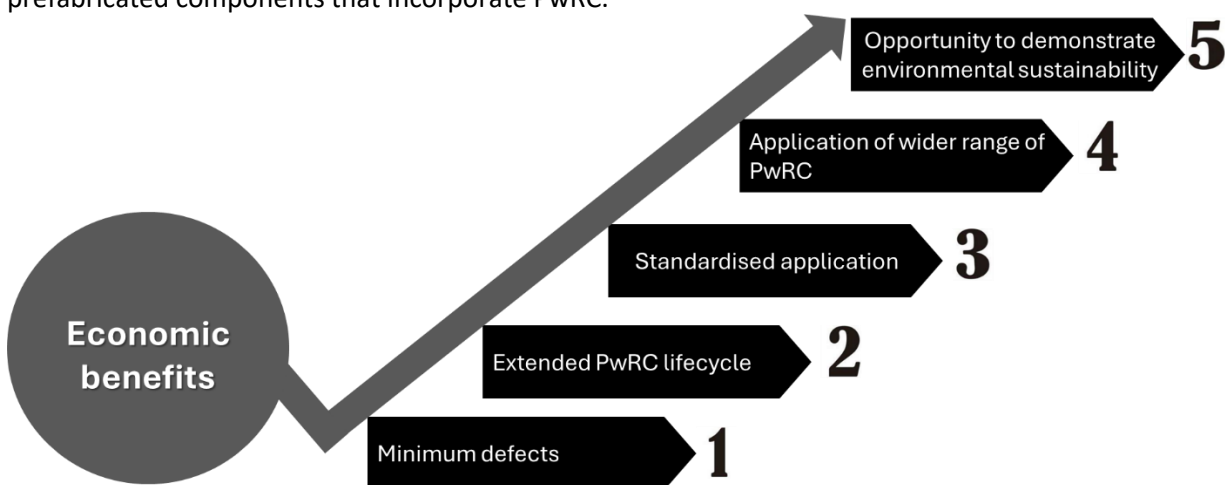 prefabricated components that incorporate PwRC.
Opportunity to demonstrate
environmental sustainability
5
Application of wider range of
PwRC
4
Standardised application
3
Economic
benefits
Extended PwRC lifecycle
2
Minimum defects
1